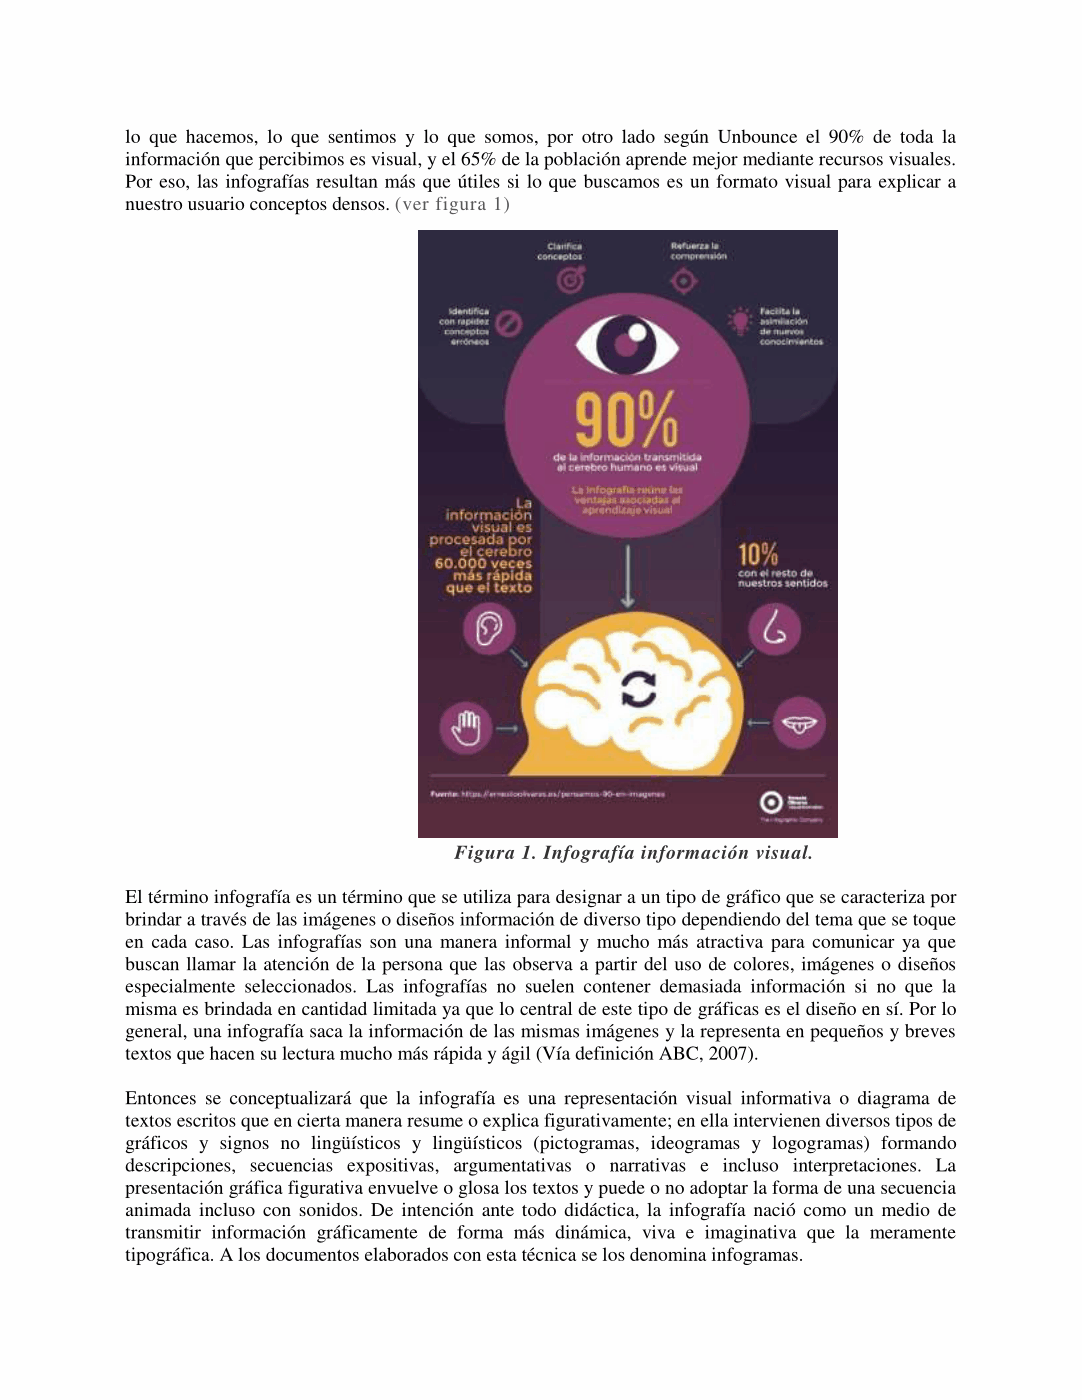 lo que hacemos, lo que sentimos y lo que somos, por otro lado según Unbounce el 90% de toda la
información que percibimos es visual, y el 65% de la población aprende mejor mediante recursos visuales.
Por eso, las infografías resultan más que útiles si lo que buscamos es un formato visual para explicar a
nuestro usuario conceptos densos. (ver figura 1)
Clarifica
conceptos
Refuerza la
comprensión
Identifica
con rapidez
conceptos
erróneos
Facilita la
asimilación
de nuevos
conocimientos
90%
de la información transmitida
al cerebro humano es visual
La Infografía reúne las
ventajas asociadas al
aprendizaje visual
La
información
visual es
procesada por
el cerebro
60.000 veces
más rápida
que el texto
10%
con el resto de
nuestros sentidos
Fuente: https://ernestoolivares.es/pensamos-90-en-imagenes
Ernesto
Olivares
The Infographic Company
Figura 1. Infografía información visual.
El término infografía es un término que se utiliza para designar a un tipo de gráfico que se caracteriza por
brindar a través de las imágenes o diseños información de diverso tipo dependiendo del tema que se toque
en cada caso. Las infografías son una manera informal y mucho más atractiva para comunicar ya que
buscan llamar la atención de la persona que las observa a partir del uso de colores, imágenes o diseños
especialmente seleccionados. Las infografías no suelen contener demasiada información si no que la
misma es brindada en cantidad limitada ya que lo central de este tipo de gráficas es el diseño en sí. Por lo
general, una infografía saca la información de las mismas imágenes y la representa en pequeños y breves
textos que hacen su lectura mucho más rápida y ágil (Vía definición ABC, 2007).
Entonces se conceptualizará que la infografía es una representación visual informativa o diagrama de
textos escritos que en cierta manera resume o explica figurativamente; en ella intervienen diversos tipos de
gráficos y signos no lingüísticos y lingüísticos (pictogramas, ideogramas y logogramas) formando
descripciones, secuencias expositivas, argumentativas o narrativas e incluso interpretaciones. La
presentación gráfica figurativa envuelve o glosa los textos y puede o no adoptar la forma de una secuencia
animada incluso con sonidos. De intención ante todo didáctica, la infografía nació como un medio de
transmitir información gráficamente de forma más dinámica, viva e imaginativa que la meramente
tipográfica. A los documentos elaborados con esta técnica se los denomina infogramas.